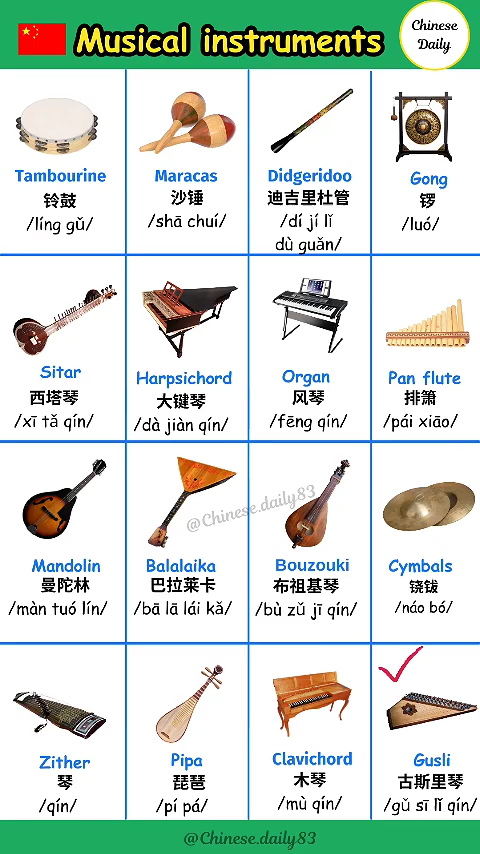 Musical instruments
Chinese
Daily
Tambourine
铃鼓
/líng gǔ/
Maracas
沙锤
/shā chuí/
Didgeridoo
迪吉里杜管
/dí jí lǐ
dù guǎn/
Gong
锣
/luó/
Sitar
西塔琴
/xī tǎ qín/
Harpsichord
大键琴
/dà jiàn qín/
Organ
风琴
/fēng qín/
Pan flute
排箫
/pái xiāo/
@Chinese.daily83
Mandolin
曼陀林
/màn tuó lín/
Balalaika
巴拉莱卡
/bā lā lái kǎ/
Bouzouki
布祖基琴
/bù zǔ jī qín/
Cymbals
铙钹
/náo bó/
Zither
琴
/qín/
Pipa
琵琶
/pí pá/
Clavichord
木琴
/mù qín/
Gusli
古斯里琴
/gǔ sī lǐ qín/
@Chinese.daily83